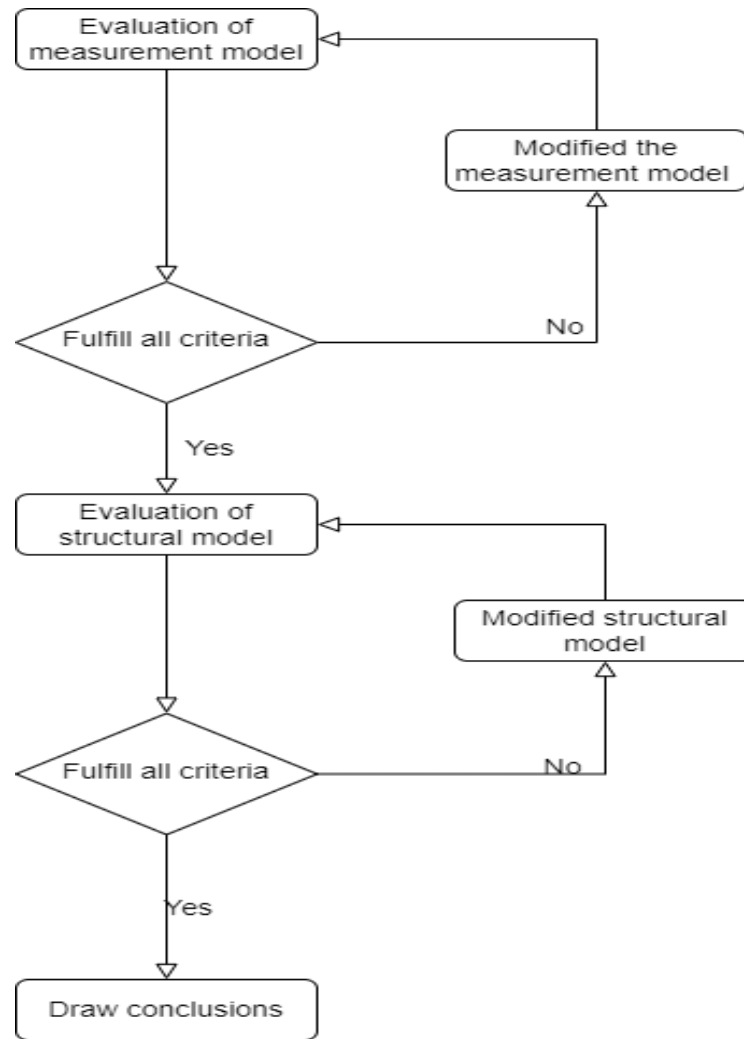 Evaluation of
measurement model
Modified the
measurement model
Fulfill all criteria
No
Yes
Evaluation of
structural model
Modified structural
model
Fulfill all criteria
No
Yes
Draw conclusions